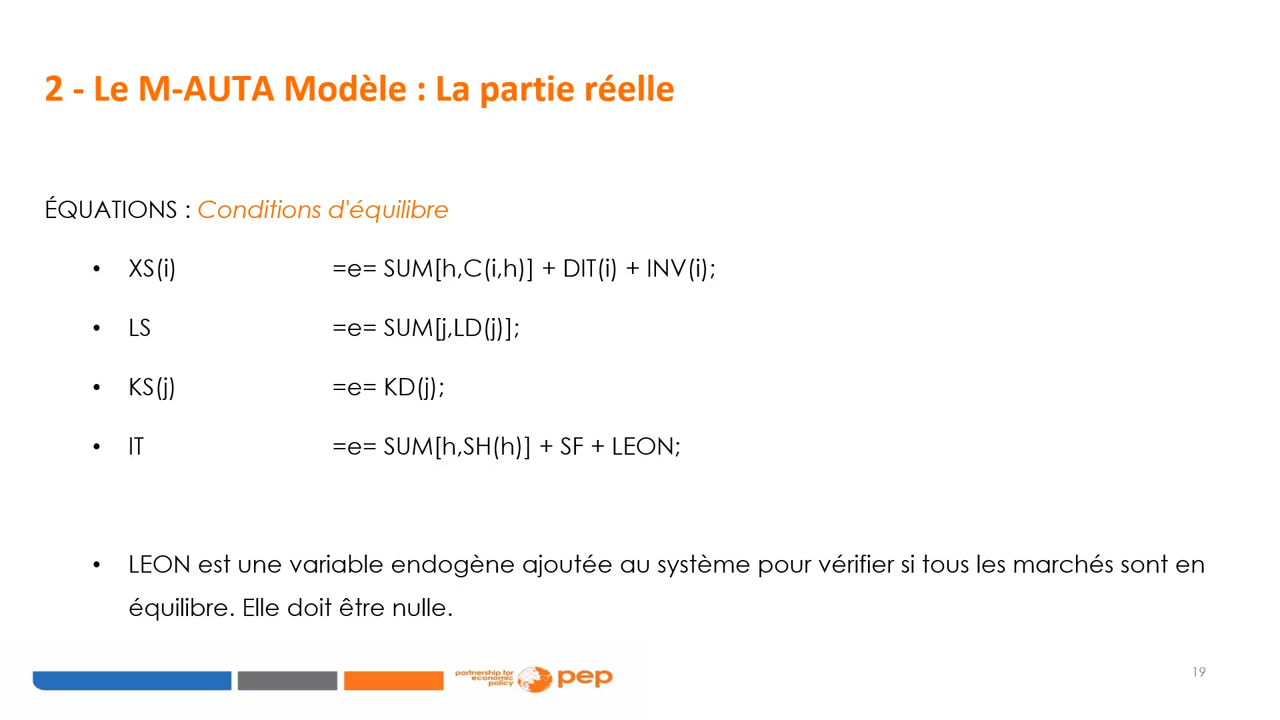 2 - Le M-AUTA Modèle : La partie réelle
ÉQUATIONS : Conditions d'équilibre
• XS(i) =e= SUM[h,C(i,h)] + DIT(i) + INV(i);
• LS =e= SUM[j,LD(j)];
• KS(j) =e= KD(j);
• IT =e= SUM[h,SH(h)] + SF + LEON;
• LEON est une variable endogène ajoutée au système pour vérifier si tous les marchés sont en
équilibre. Elle doit être nulle.
partnership for
economic
policy
pep
19